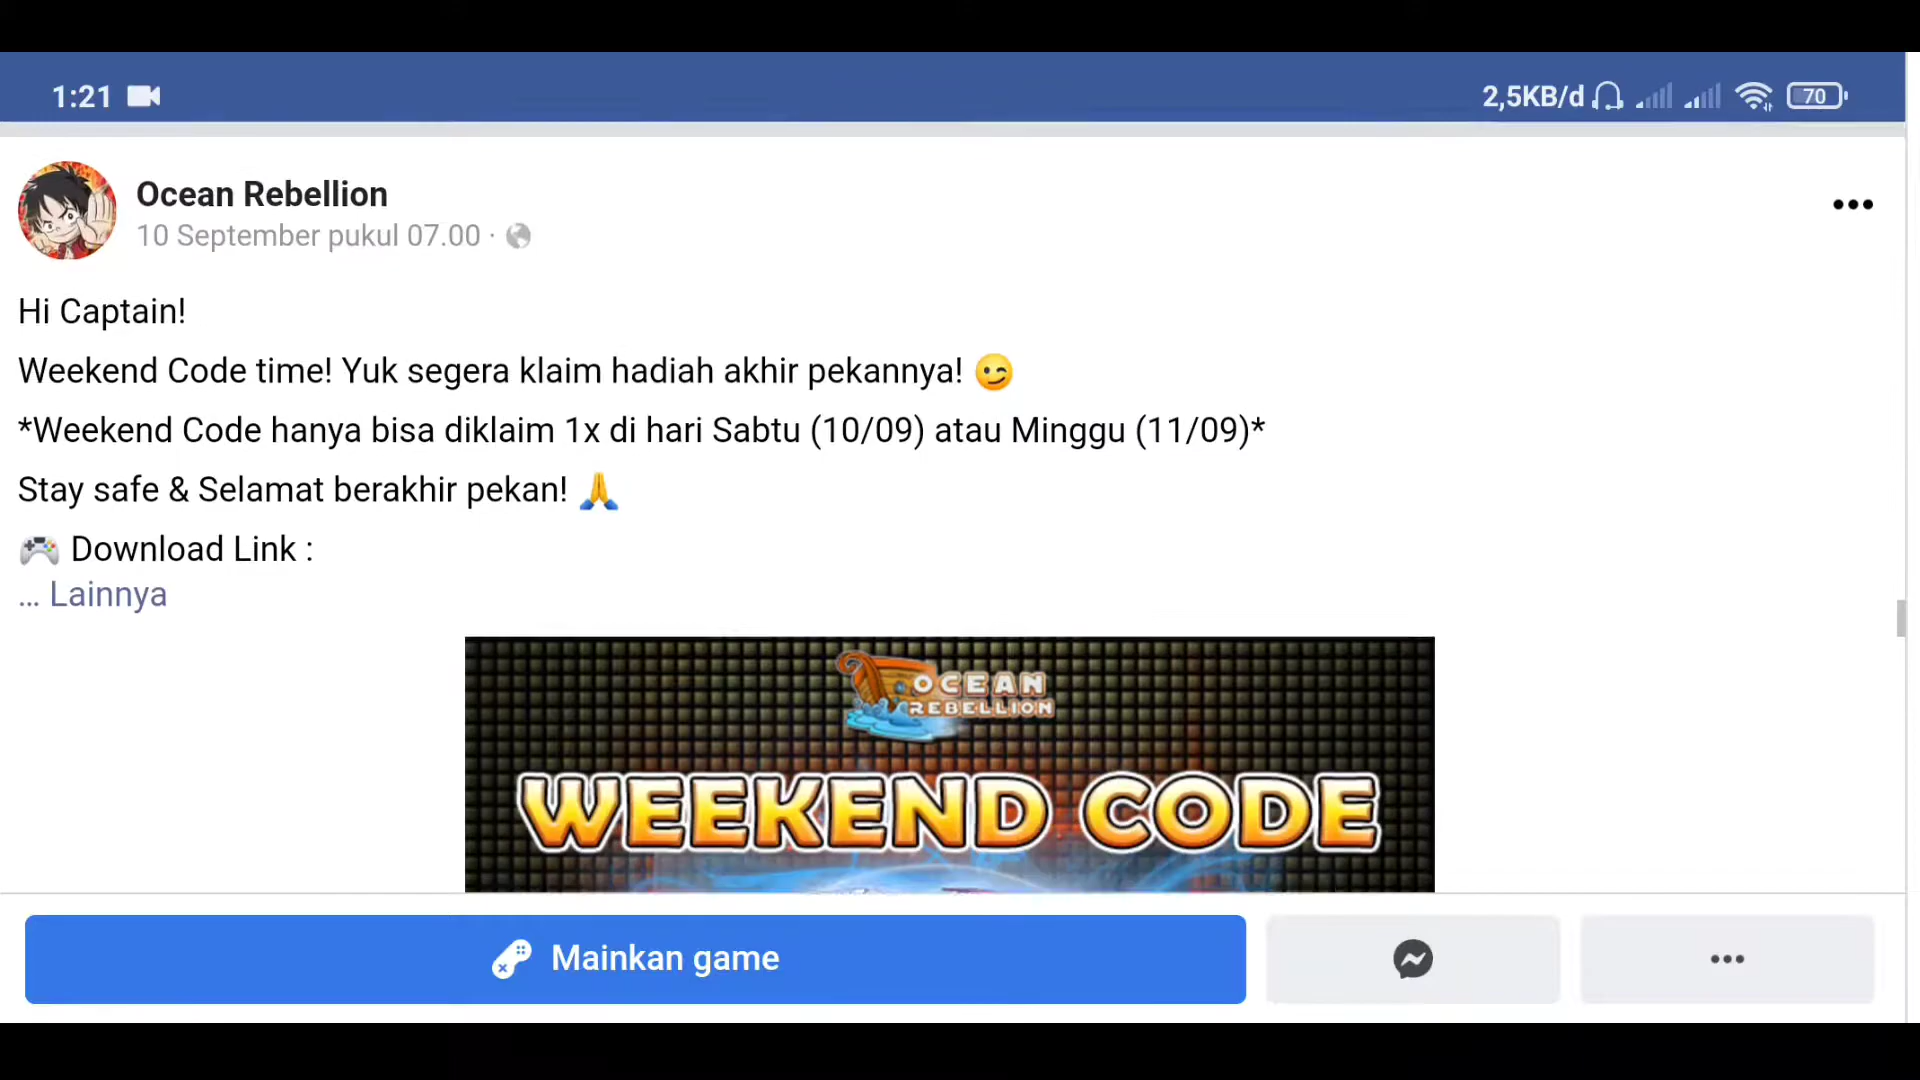 1:21
2,5KB/d
70
Ocean Rebellion
10 September pukul 07.00 ·
Hi Captain!
Weekend Code time! Yuk segera klaim hadiah akhir pekannya! 😉
*Weekend Code hanya bisa diklaim 1x di hari Sabtu (10/09) atau Minggu (11/09)*
Stay safe & Selamat berakhir pekan! 🙏
🎮 Download Link :
... Lainnya
OCEAN
REBELLION
WEEKEND CODE
Mainkan game